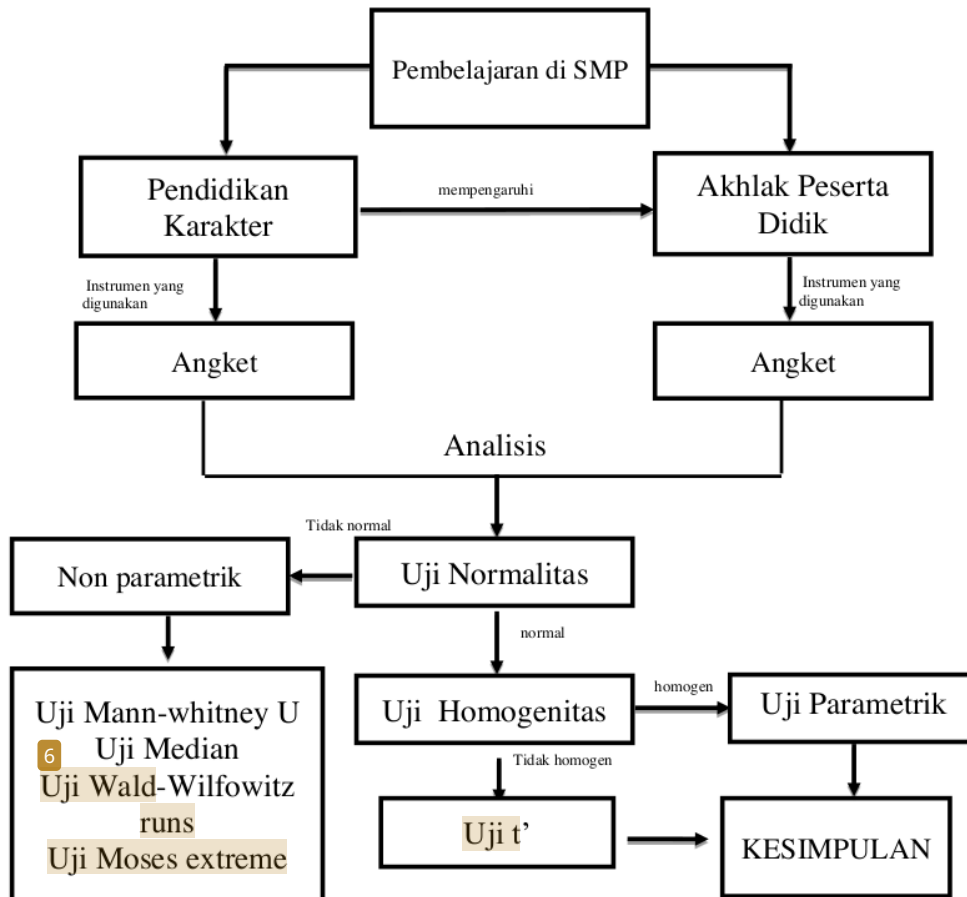 Pembelajaran di SMP
Pendidikan
Karakter
mempengaruhi
Akhlak Peserta
Didik
Instrumen yang
digunakan
Instrumen yang
digunakan
Angket
Angket
Analisis
Tidak normal
Non parametrik
Uji Normalitas
normal
Uji Mann-whitney U
6
Uji Median
Uji Wald-Wilfowitz
runs
Uji Moses extreme
Uji Homogenitas
homogen
Uji Parametrik
Tidak homogen
Uji t’
KESIMPULAN